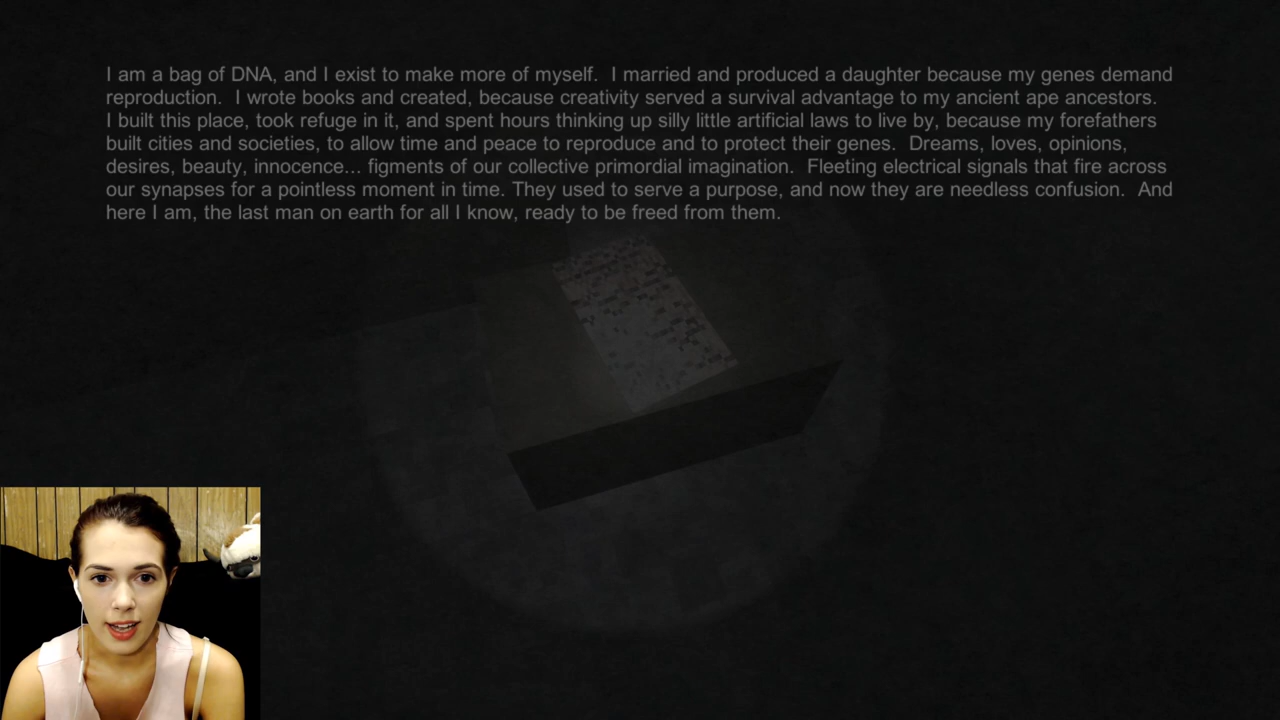 I am a bag of DNA, and I exist to make more of myself.  I married and produced a daughter because my genes demand
reproduction.  I wrote books and created, because creativity served a survival advantage to my ancient ape ancestors.
I built this place, took refuge in it, and spent hours thinking up silly little artificial laws to live by, because my forefathers
built cities and societies, to allow time and peace to reproduce and to protect their genes.  Dreams, loves, opinions,
desires, beauty, innocence... figments of our collective primordial imagination.  Fleeting electrical signals that fire across
our synapses for a pointless moment in time. They used to serve a purpose, and now they are needless confusion.  And
here I am, the last man on earth for all I know, ready to be freed from them.